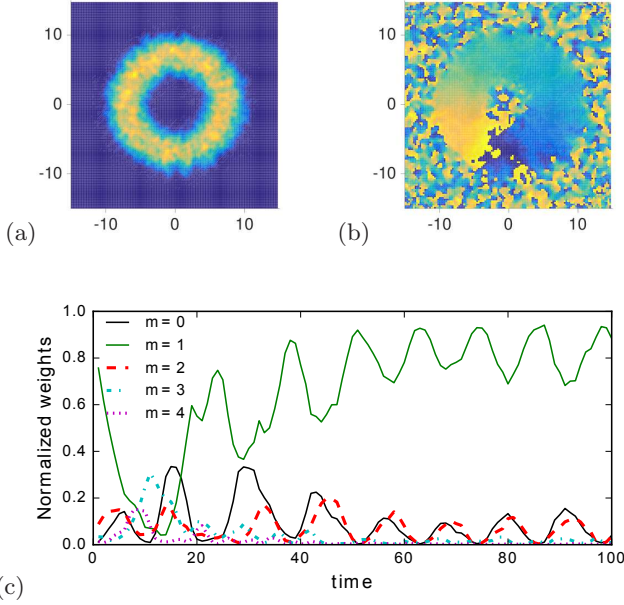 10
0
-10
-10 0 10
(a)
10
0
-10
-10 0 10
(b)
1.0
0.8
0.6
0.4
0.2
0.0
Normalized weights
m = 0
m = 1
m = 2
m = 3
m = 4
0 20 40 60 80 100
time
(c)